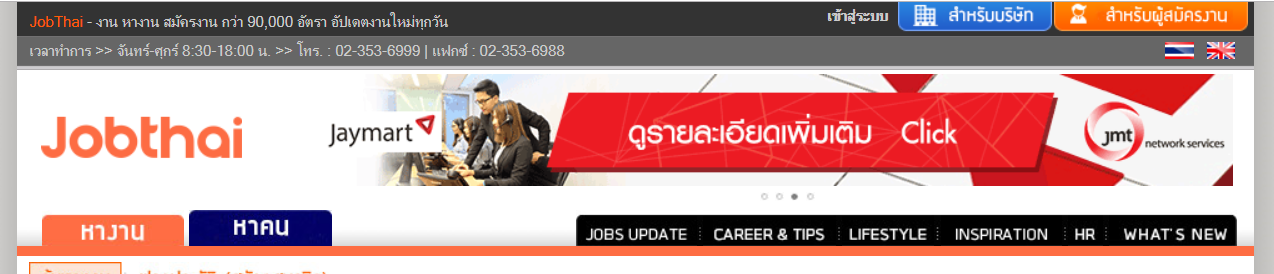 JobThai - งาน หางาน สมัครงาน กว่า 90,000 อัตรา อัปเดตงานใหม่ทุกวัน
เข้าสู่ระบบ สำหรับบริษัท สำหรับผู้สมัครงาน
เวลาทำการ >> จันทร์-ศุกร์ 8:30-18:00 น. >> โทร. : 02-353-6999 | แฟกซ์ : 02-353-6988
Jobthai
Jaymart
ดูรายละเอียดเพิ่มเติม Click
jmt network services
หางาน หาคน
JOBS UPDATE CAREER & TIPS LIFESTYLE INSPIRATION HR WHAT'S NEW